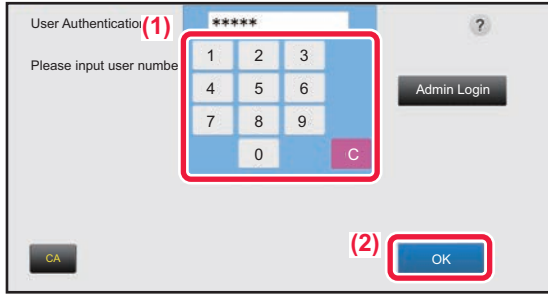 User Authentication
(1)
*****
?
Please input user numbe
1 2 3
4 5 6
7 8 9
0 C
Admin Login
(2)
CA
OK